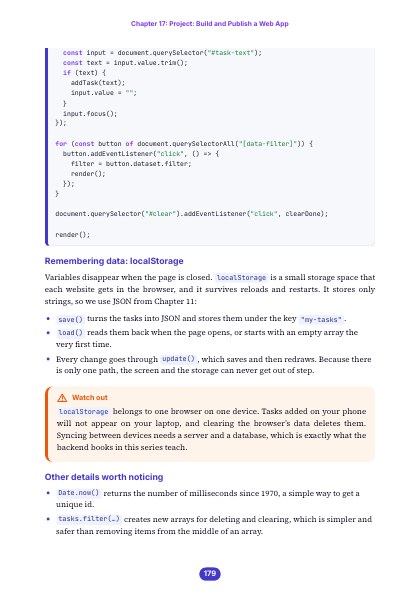 Chapter 17: Project: Build and Publish a Web App
const input = document.querySelector("#task-text");
const text = input.value.trim();
if (text) {
addTask(text);
input.value = "";
}
input.focus();
});
for (const button of document.querySelectorAll("[data-filter]")) {
button.addEventListener("click", () => {
filter = button.dataset.filter;
render();
});
}
document.querySelector("#clear").addEventListener("click", clearDone);
render();
Remembering data: localStorage
Variables disappear when the page is closed. localStorage is a small storage space that
each website gets in the browser, and it survives reloads and restarts. It stores only
strings, so we use JSON from Chapter 11:
• save() turns the tasks into JSON and stores them under the key "my-tasks".
• load() reads them back when the page opens, or starts with an empty array the
very first time.
• Every change goes through update(), which saves and then redraws. Because there
is only one path, the screen and the storage can never get out of step.
Watch out
localStorage belongs to one browser on one device. Tasks added on your phone
will not appear on your laptop, and clearing the browser's data deletes them.
Syncing between devices needs a server and a database, which is exactly what the
backend books in this series teach.
Other details worth noticing
• Date.now() returns the number of milliseconds since 1970, a simple way to get a
unique id.
• tasks.filter(…) creates new arrays for deleting and clearing, which is simpler and
safer than removing items from the middle of an array.
179